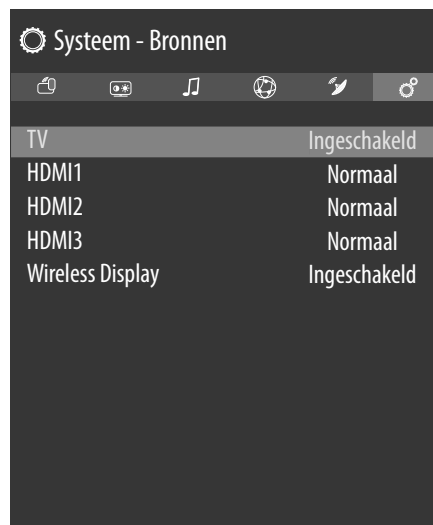 Systeem - Bronnen
TV Ingeschakeld
HDMI1 Normaal
HDMI2 Normaal
HDMI3 Normaal
Wireless Display Ingeschakeld